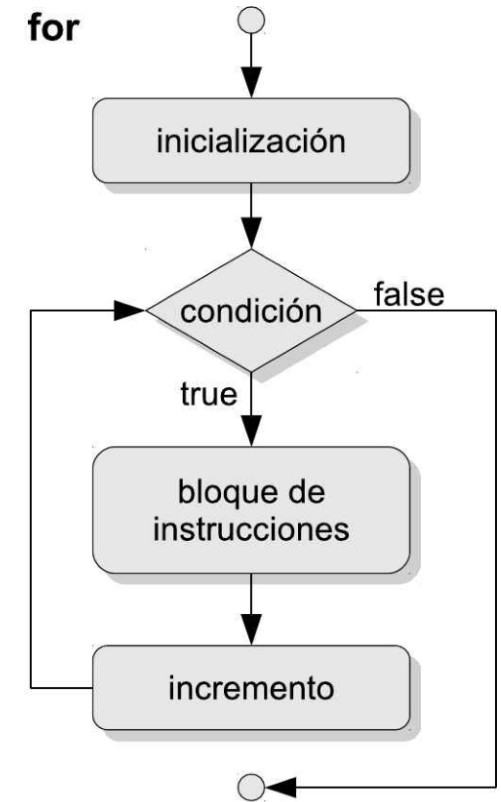 for
inicialización
condición
false
true
bloque de
instrucciones
incremento